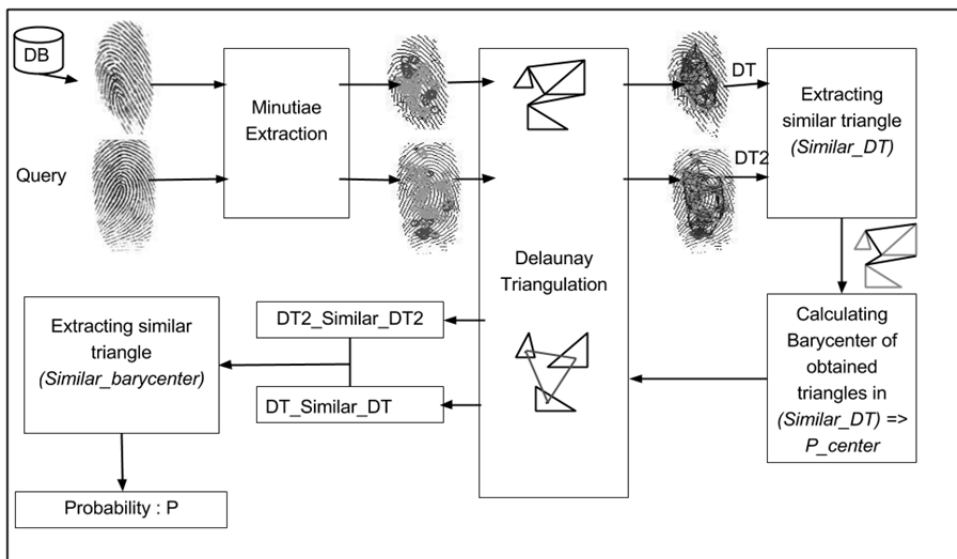 DB
Query
Minutiae
Extraction
Delaunay
Triangulation
DT
DT2
Extracting
similar triangle
(Similar_DT)
Calculating
Barycenter of
obtained
triangles in
(Similar_DT) =>
P_center
DT2_Similar_DT2
DT_Similar_DT
Extracting similar
triangle
(Similar_barycenter)
Probability : P